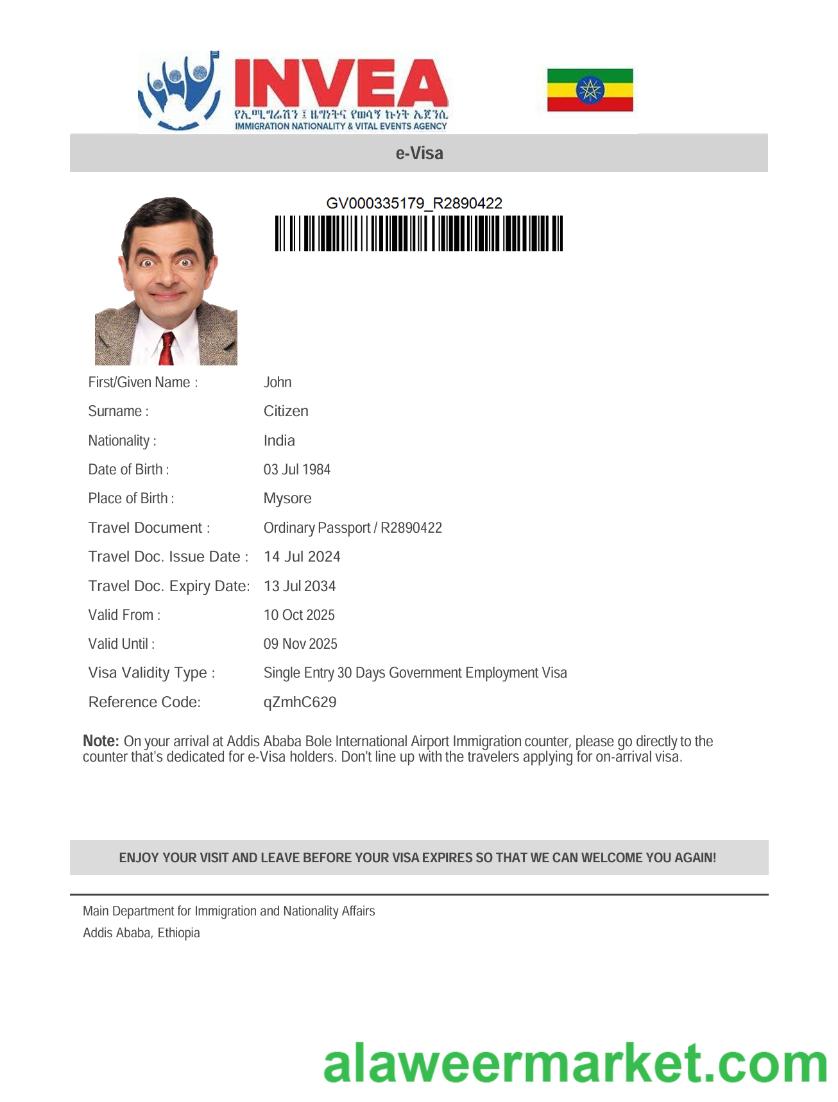 INVEA
የኢሚግሬሽን ፤ ዜግነትና የወሳኝ ኩነት ኤጀንሲ
IMMIGRATION NATIONALITY & VITAL EVENTS AGENCY
e-Visa
GV000335179_R2890422
First/Given Name : John
Surname : Citizen
Nationality : India
Date of Birth : 03 Jul 1984
Place of Birth : Mysore
Travel Document : Ordinary Passport / R2890422
Travel Doc. Issue Date : 14 Jul 2024
Travel Doc. Expiry Date: 13 Jul 2034
Valid From : 10 Oct 2025
Valid Until : 09 Nov 2025
Visa Validity Type : Single Entry 30 Days Government Employment Visa
Reference Code: qZmhC629
Note: On your arrival at Addis Ababa Bole International Airport Immigration counter, please go directly to the
counter that's dedicated for e-Visa holders. Don't line up with the travelers applying for on-arrival visa.
ENJOY YOUR VISIT AND LEAVE BEFORE YOUR VISA EXPIRES SO THAT WE CAN WELCOME YOU AGAIN!
Main Department for Immigration and Nationality Affairs
Addis Ababa, Ethiopia
alaweermarket.com